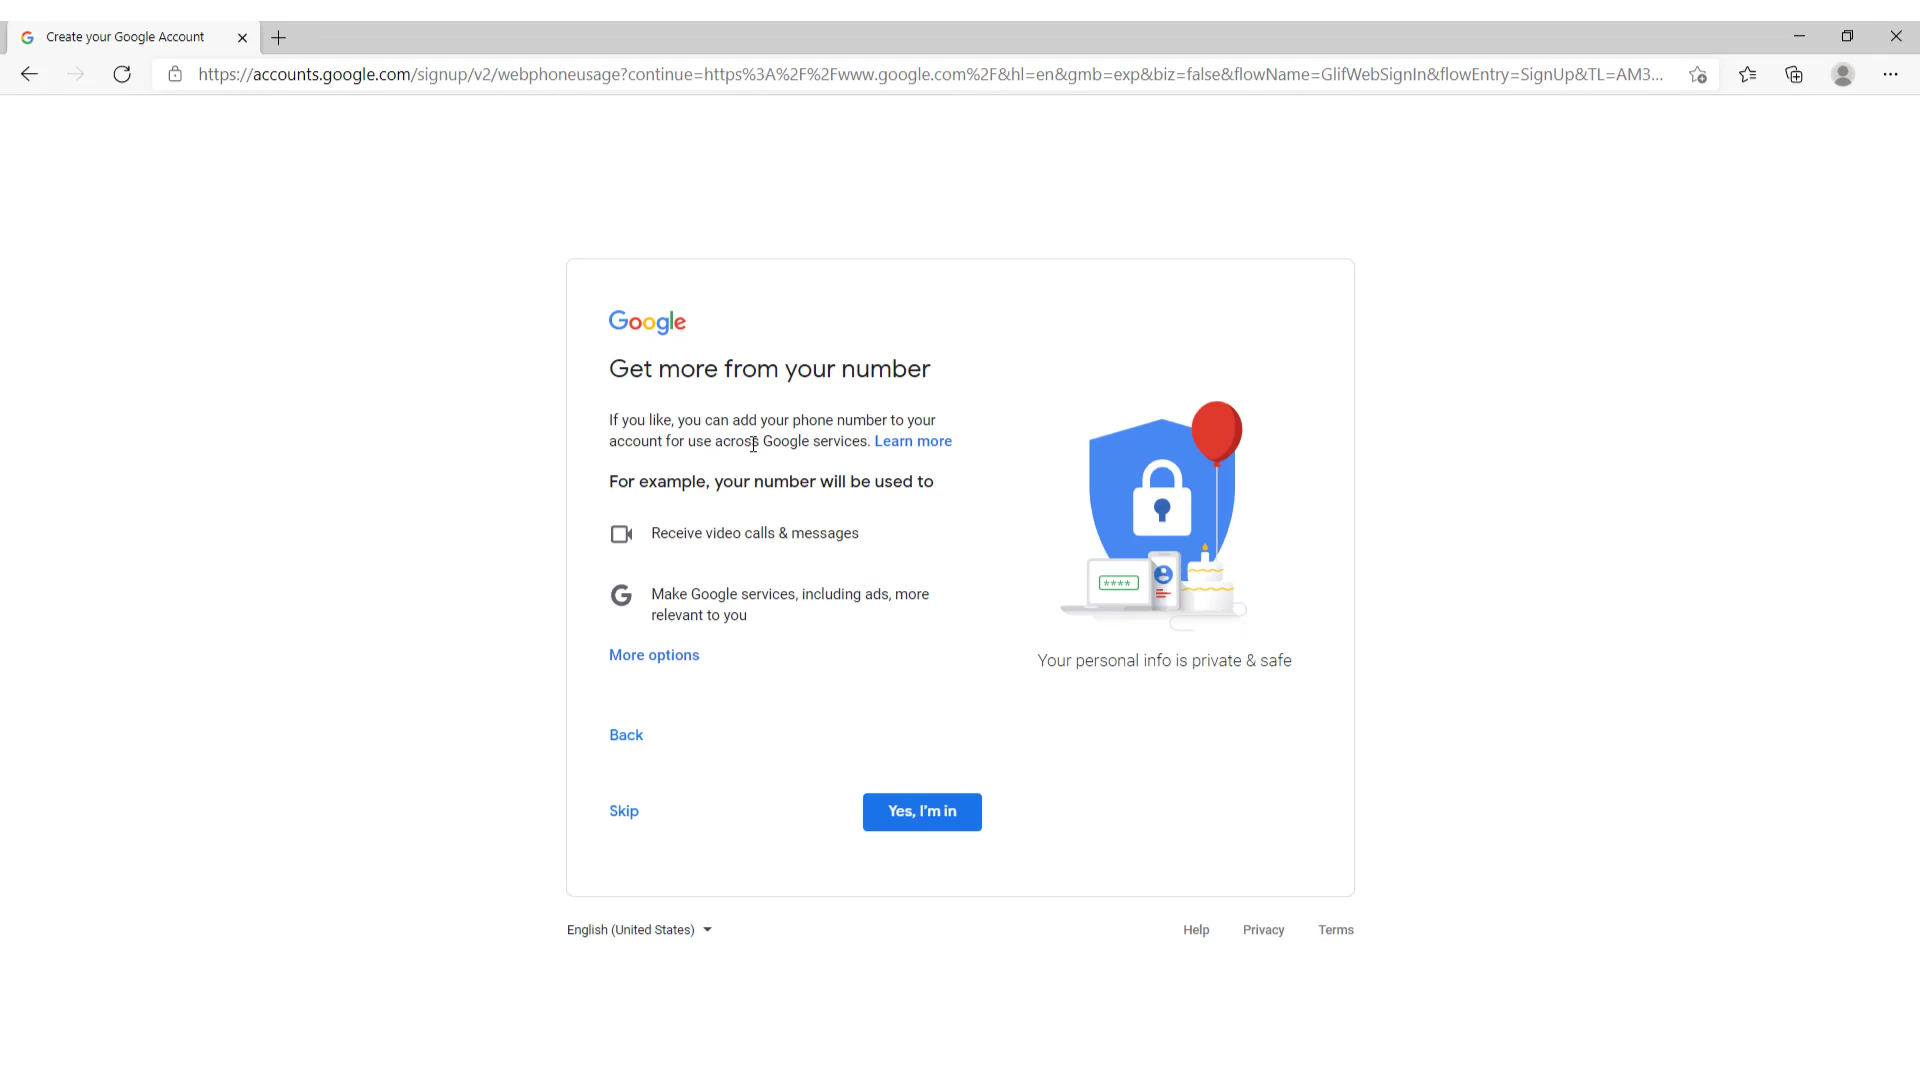 Create your Google Account
https://accounts.google.com/signup/v2/webphoneusage?continue=https%3A%2F%2Fwww.google.com%2F&hl=en&gmb=exp&biz=false&flowName=GlifWebSignIn&flowEntry=SignUp&TL=AM3...
Google
Get more from your number
If you like, you can add your phone number to your
account for use across Google services. Learn more
For example, your number will be used to
Receive video calls & messages
Make Google services, including ads, more
relevant to you
More options
****
Your personal info is private & safe
Back
Skip
Yes, I'm in
English (United States)
Help
Privacy
Terms